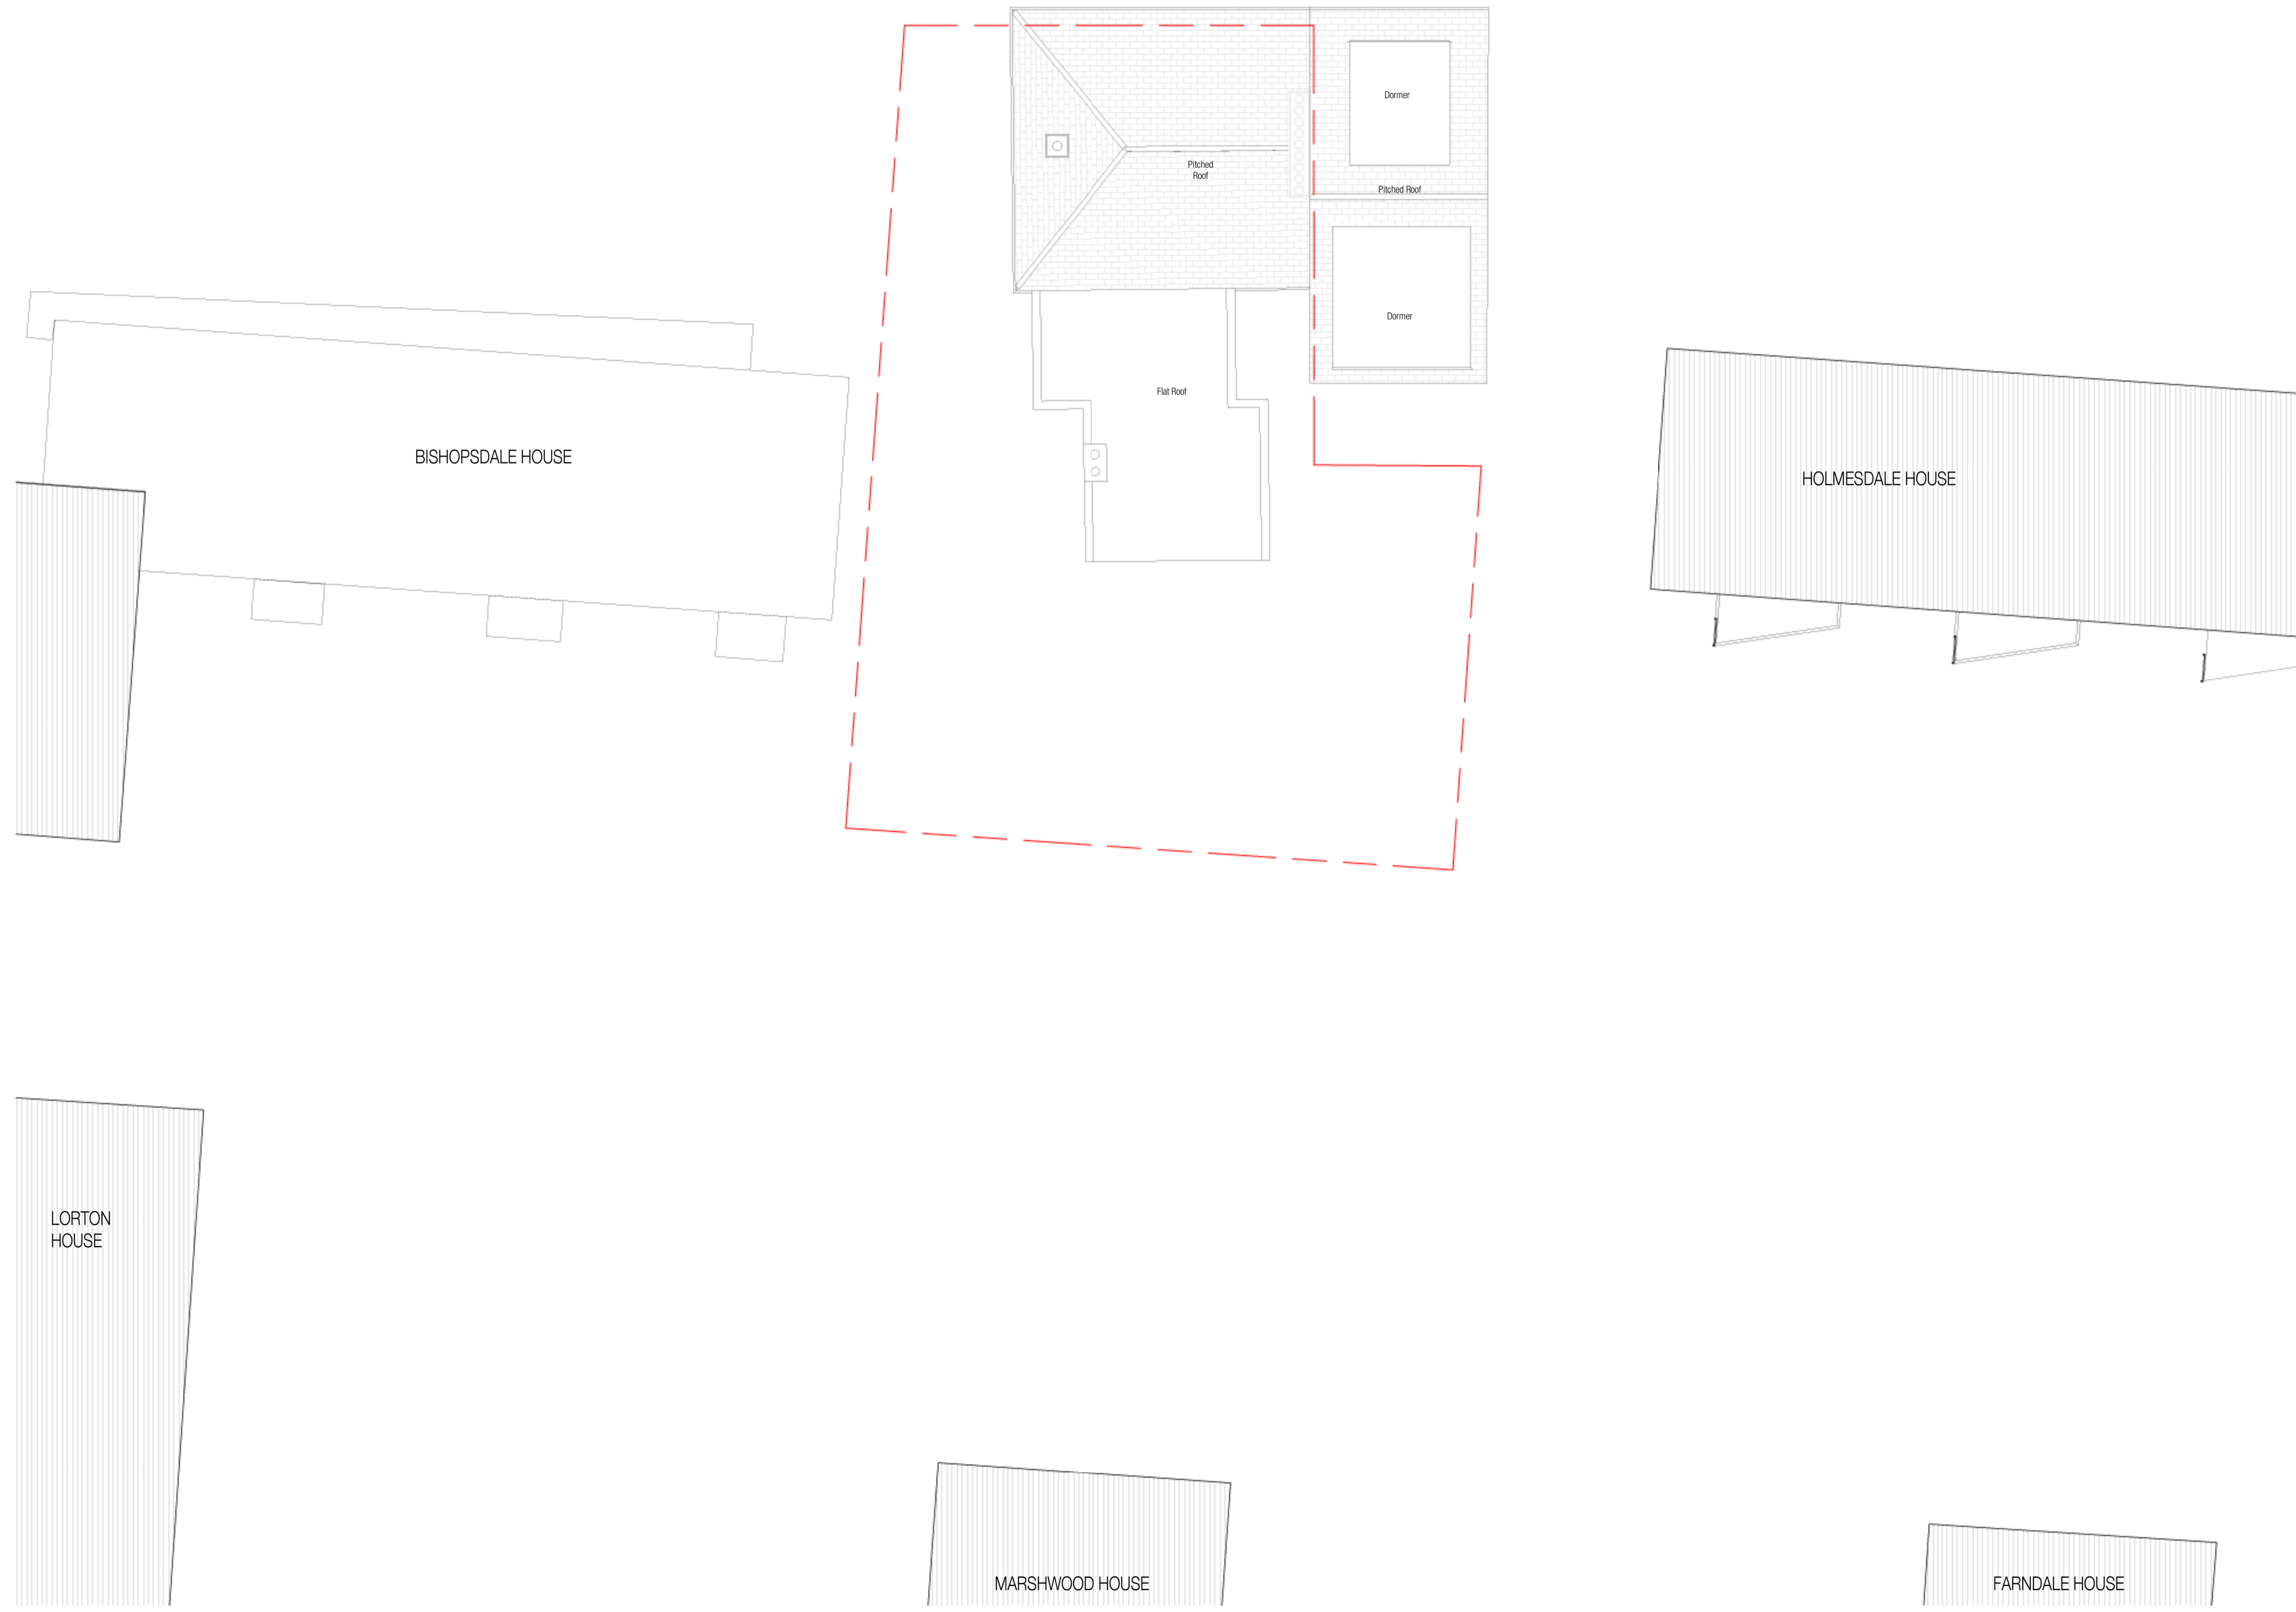 Dormer
Pitched
Roof
Pitched Roof
Dormer
Flat Roof
BISHOPSDALE HOUSE
HOLMESDALE HOUSE
LORTON
HOUSE
MARSHWOOD HOUSE
FARNDALE HOUSE